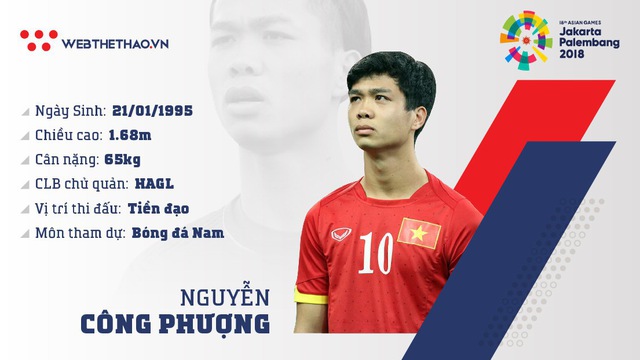 WEBTHETHAO.VN
18th ASIAN GAMES
Jakarta
Palembang
2018
Ngày Sinh: 21/01/1995
Chiều cao: 1.68m
Cân nặng: 65kg
CLB chủ quản: HAGL
Vị trí thi đấu: Tiền đạo
Môn tham dự: Bóng đá Nam
10
NGUYỄN
CÔNG PHƯỢNG